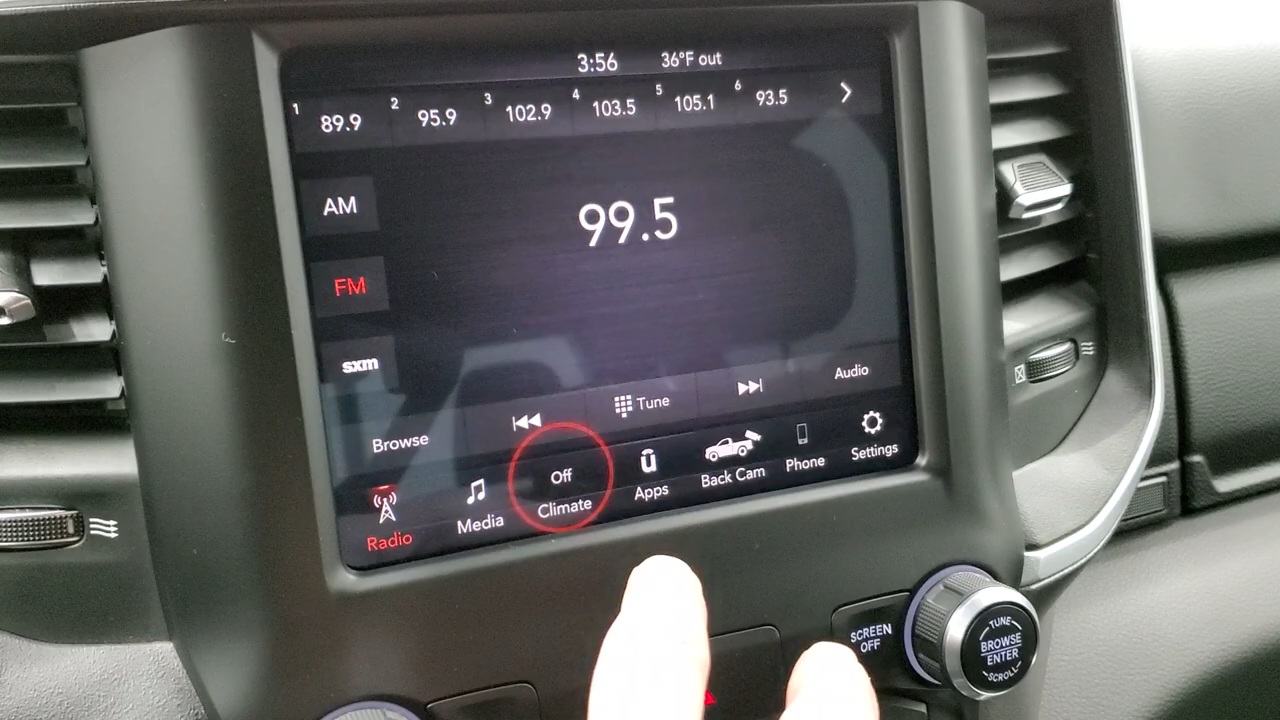 3:56 36°F out
1 89.9 2 95.9 3 102.9 4 103.5 5 105.1 6 93.5
AM
99.5
FM
sxm
Browse Tune Audio
Off
Radio Media Climate Apps Back Cam Phone Settings
SCREEN
OFF
TUNE
BROWSE
ENTER
SCROLL